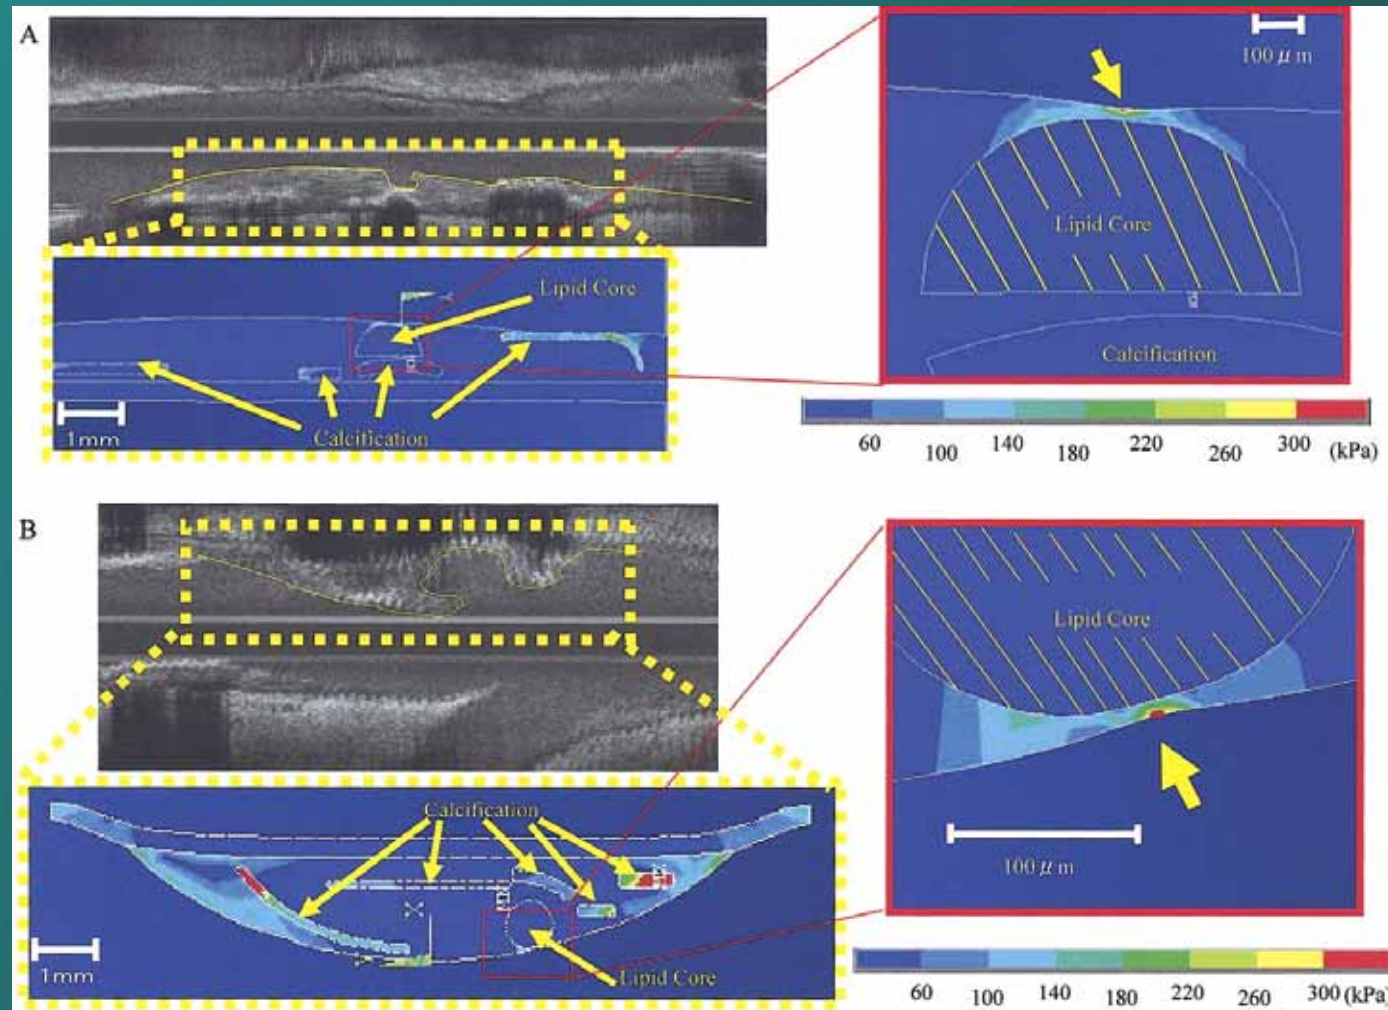 A
100 μm
Lipid Core
Lipid Core
Calcification
Calcification
1mm
60 100 140 180 220 260 300 (kPa)
B
Lipid Core
Calcification
100 μm
1mm
Lipid Core
60 100 140 180 220 260 300 (kPa)